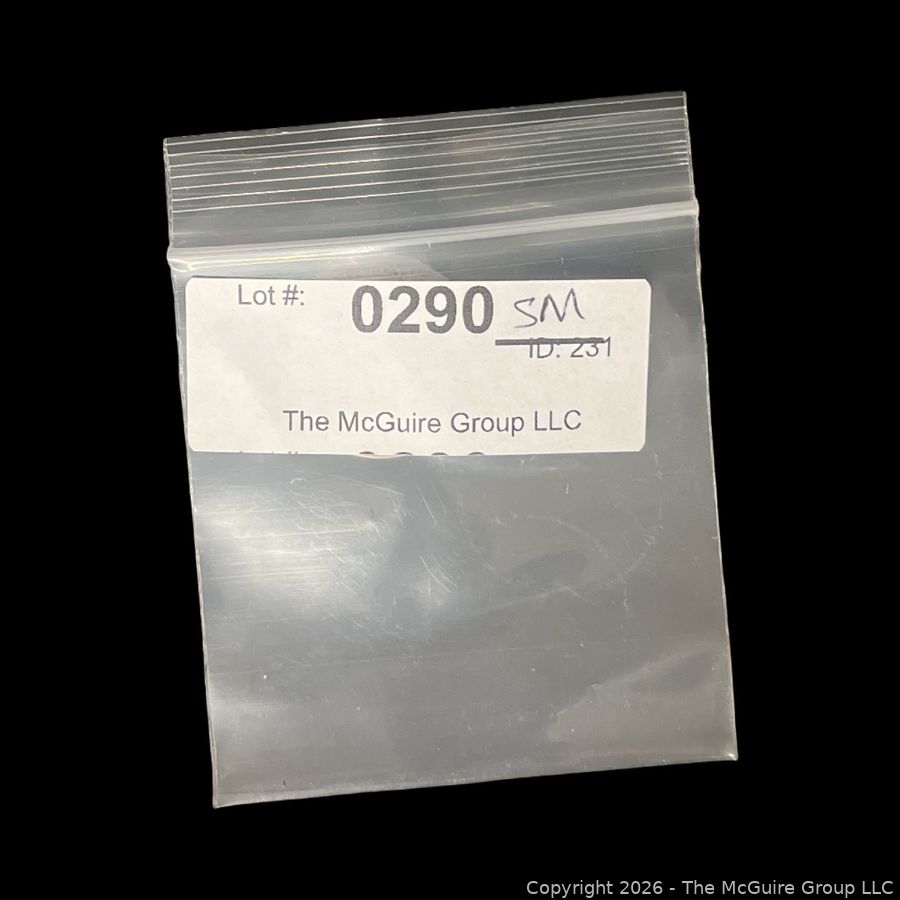 Lot #: 0290 SM
ID: 231
The McGuire Group LLC
Copyright 2026 - The McGuire Group LLC